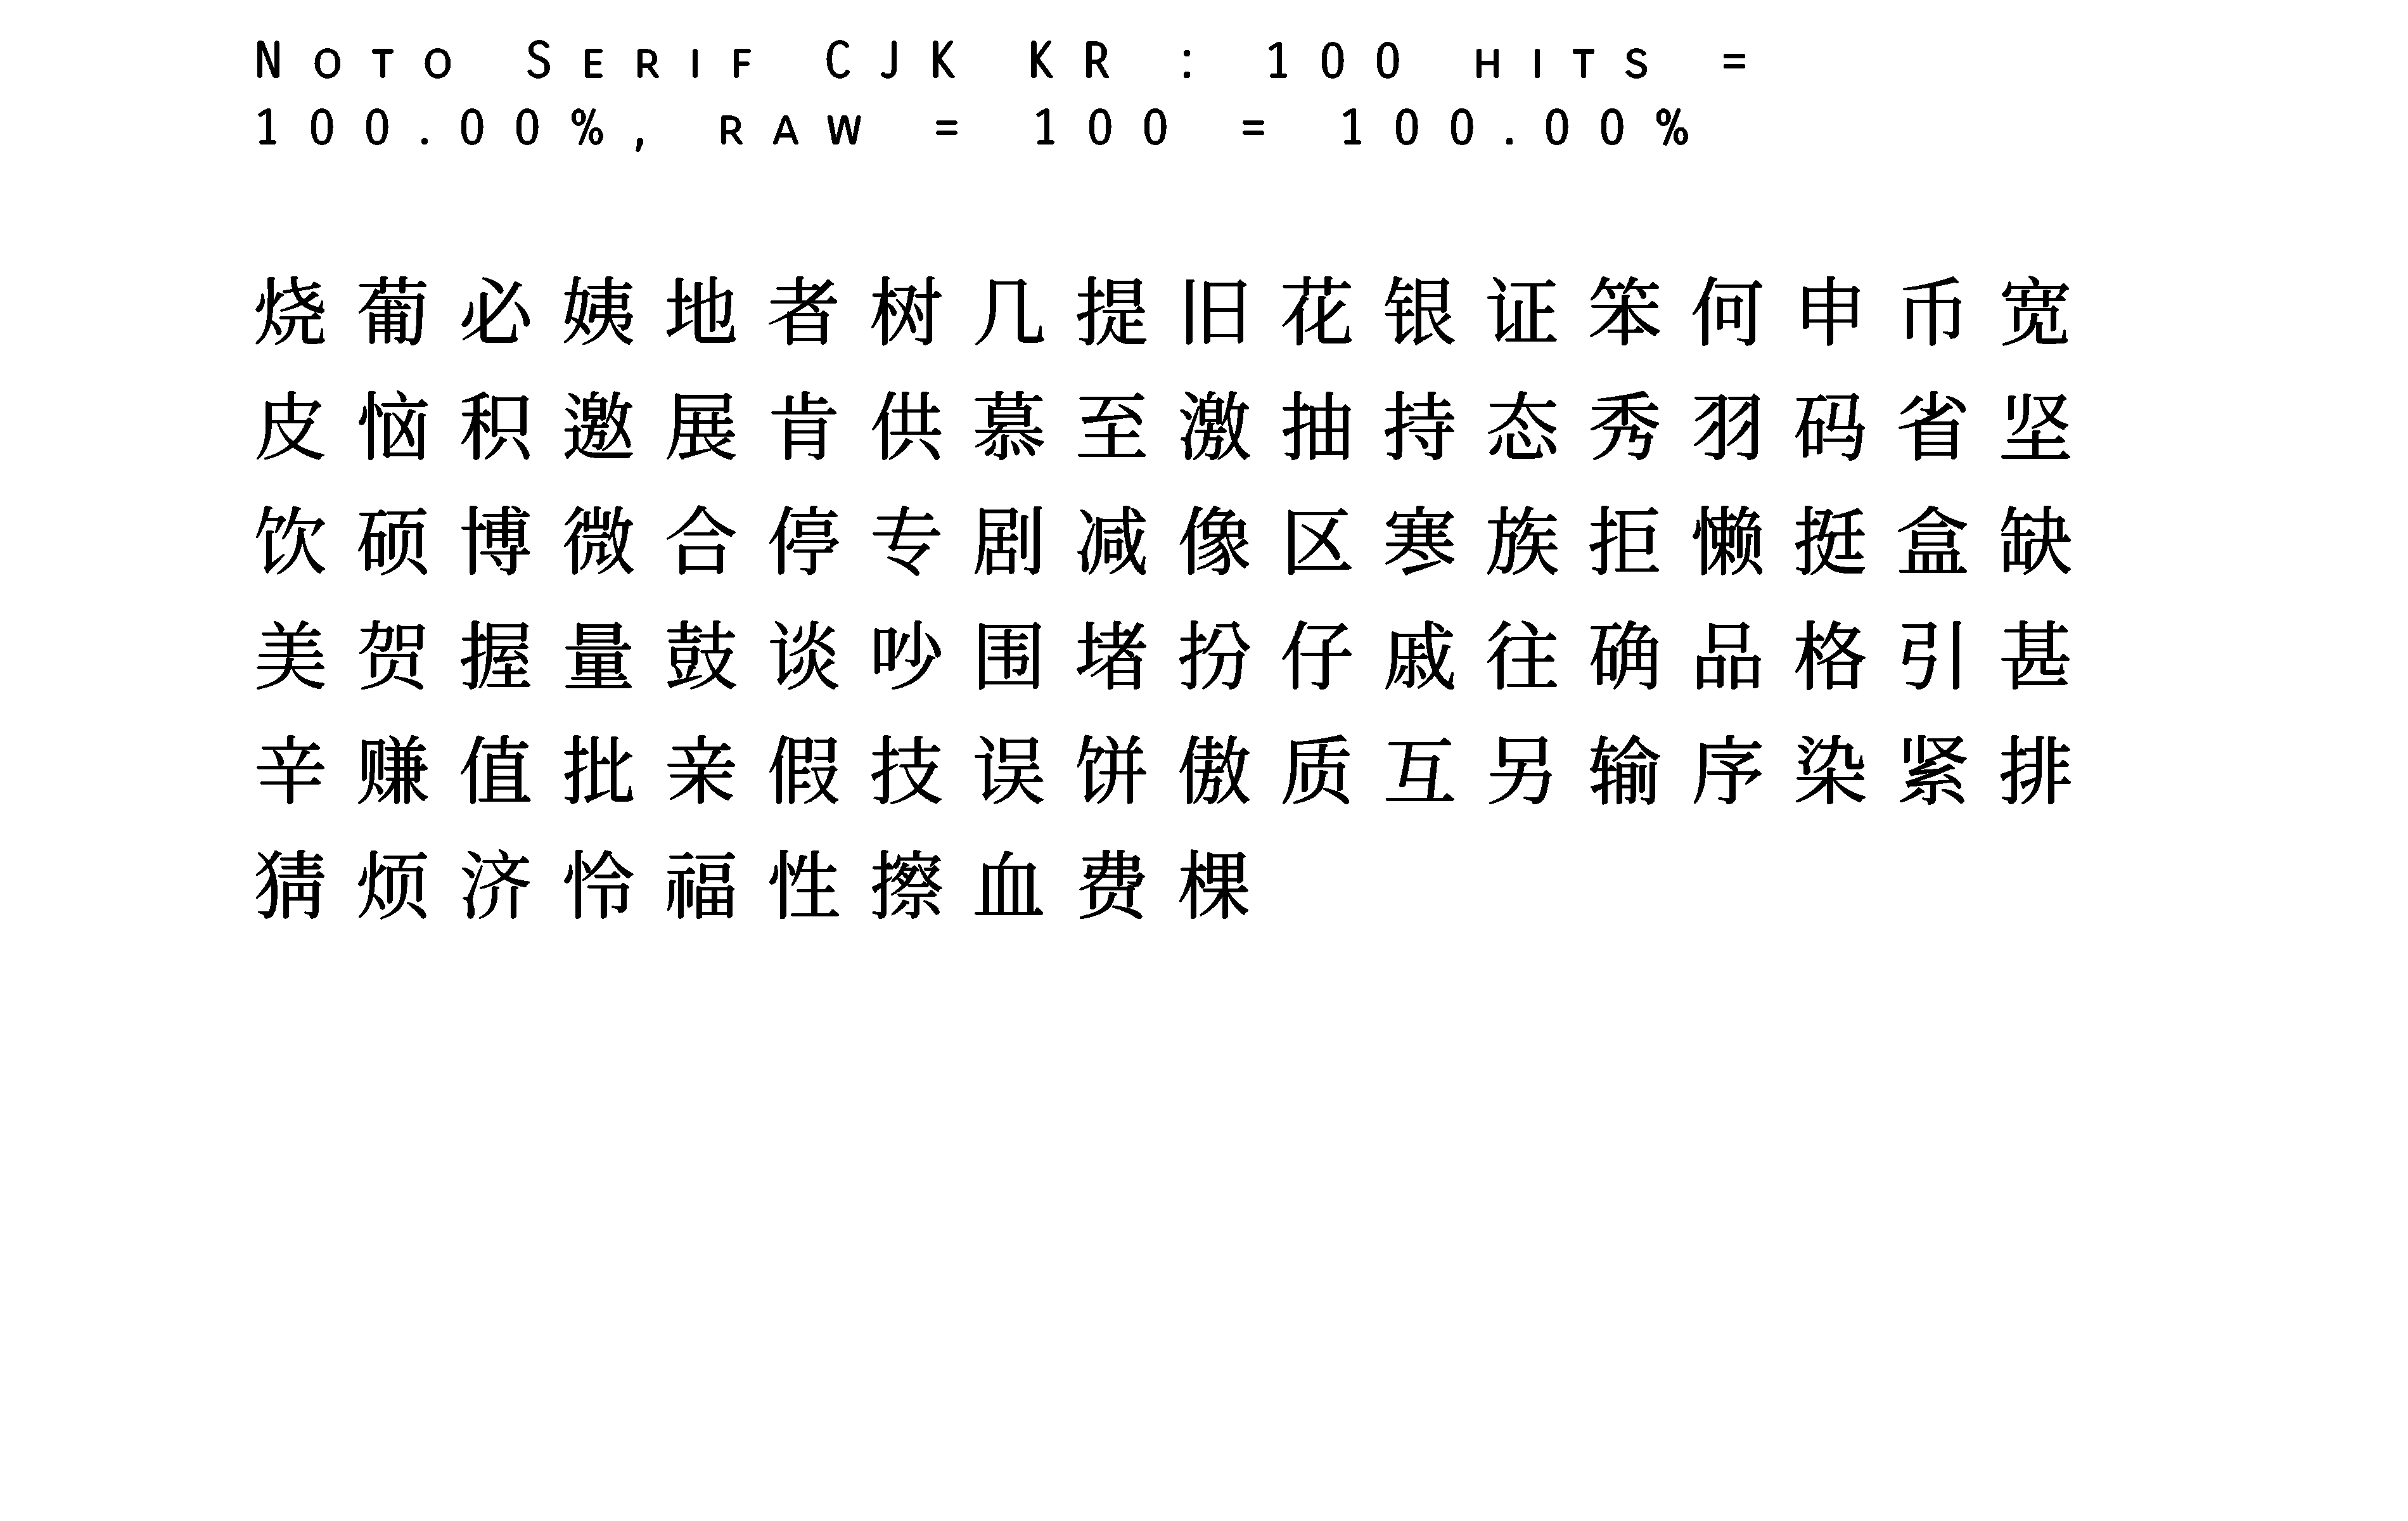 Noto Serif CJK KR : 100 hits =
100.00%, raw = 100 = 100.00%
烧葡必姨地者树几提旧花银证笨何申币宽
皮恼积邀展肯供慕至激抽持态秀羽码省坚
饮硕博微合停专剧减像区寒族拒懒挺盒缺
美贺握量鼓谈吵围堵扮仔戚往确品格引甚
辛赚值批亲假技误饼傲质互另输序染紧排
猜烦济怜福性擦血费棵